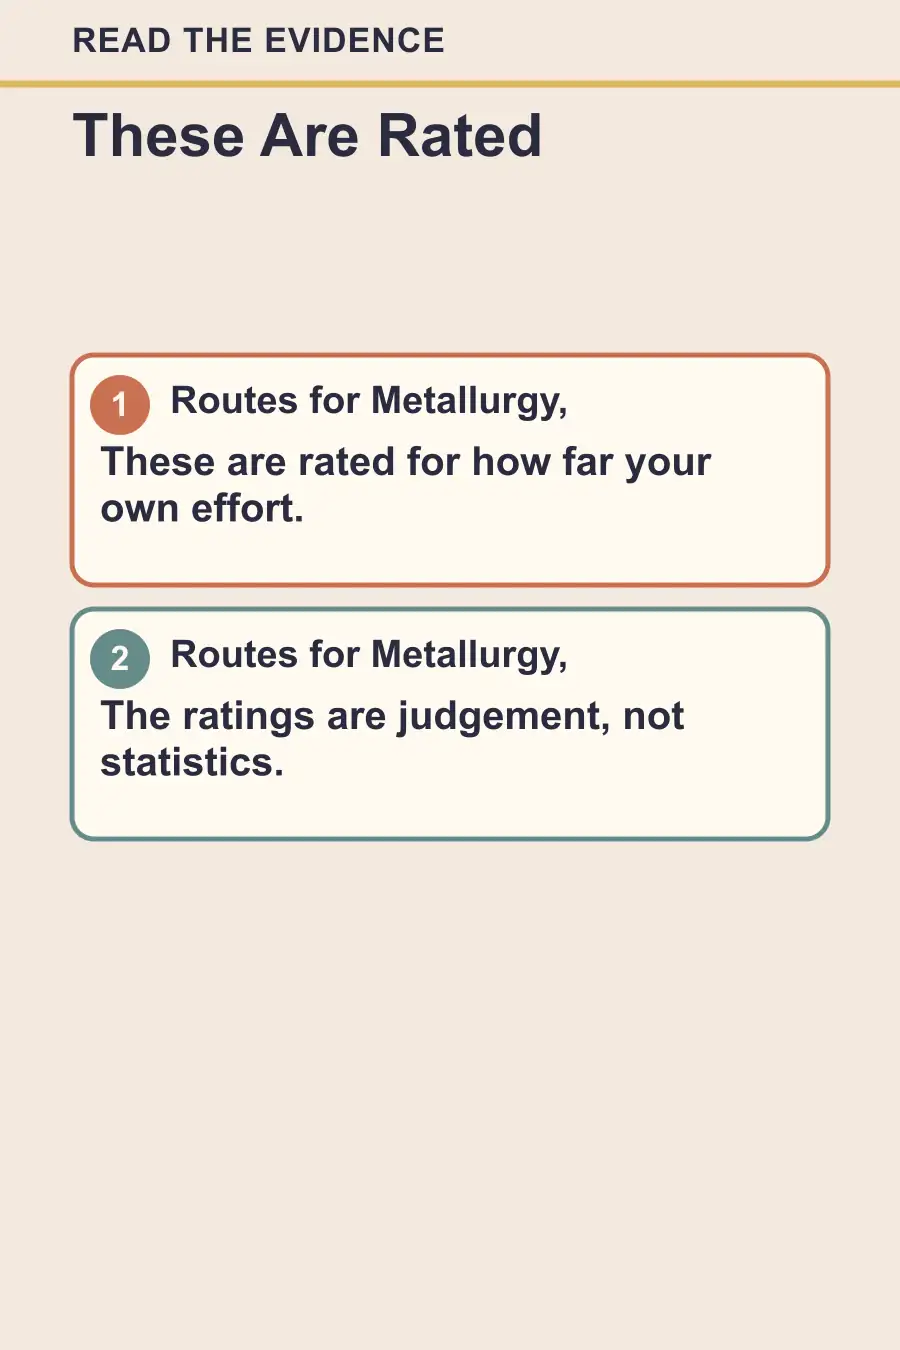 READ THE EVIDENCE
These Are Rated
1
Routes for Metallurgy,
These are rated for how far your
own effort.
2
Routes for Metallurgy,
The ratings are judgement, not
statistics.